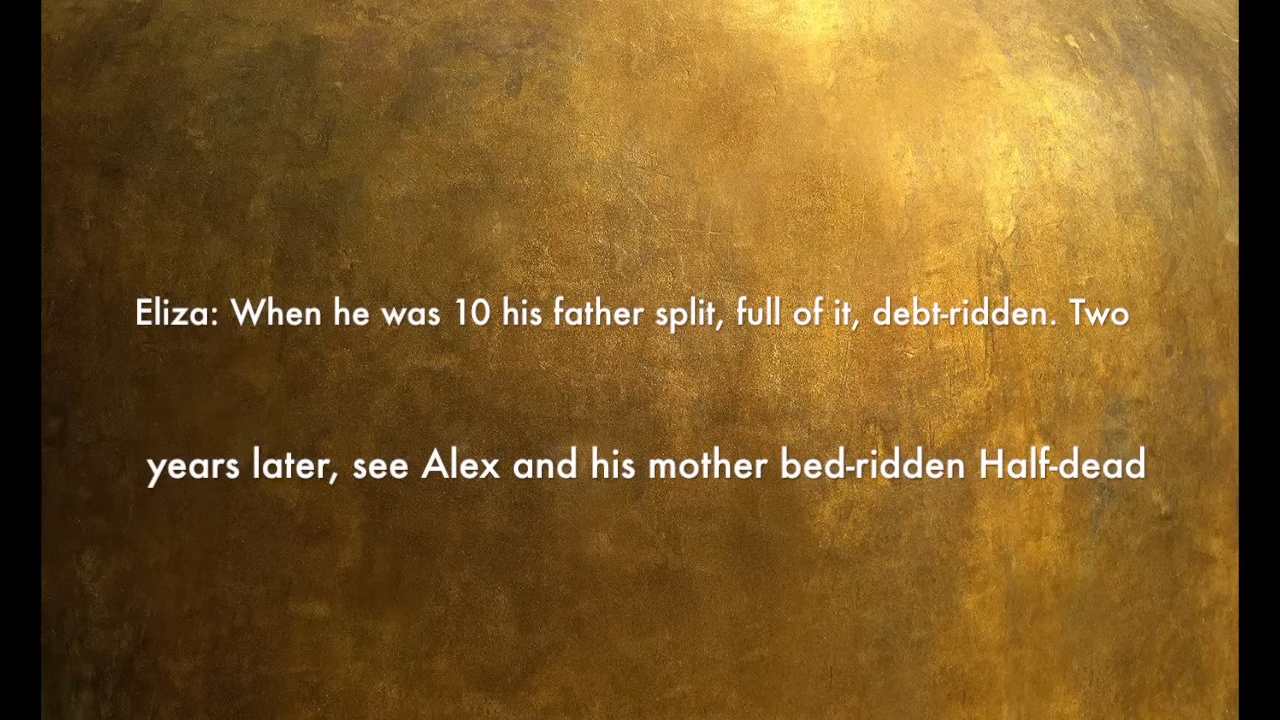 Eliza: When he was 10 his father split, full of it, debt-ridden. Two
years later, see Alex and his mother bed-ridden Half-dead